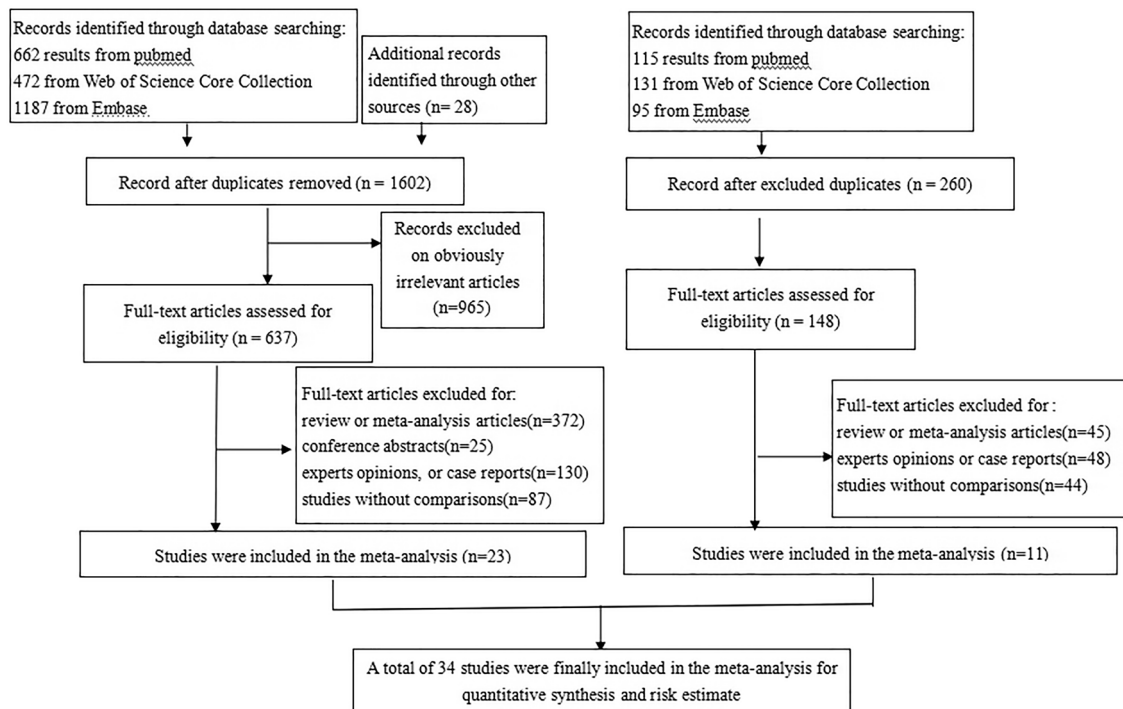 Records identified through database searching:
662 results from pubmed
472 from Web of Science Core Collection
1187 from Embase
Additional records
identified through other
sources (n= 28)
Record after duplicates removed (n = 1602)
Records excluded
on obviously
irrelevant articles
(n=965)
Full-text articles assessed for
eligibility (n = 637)
Full-text articles excluded for:
review or meta-analysis articles(n=372)
conference abstracts(n=25)
experts opinions, or case reports(n=130)
studies without comparisons(n=87)
Studies were included in the meta-analysis (n=23)
Records identified through database searching:
115 results from pubmed
131 from Web of Science Core Collection
95 from Embase
Record after excluded duplicates (n = 260)
Full-text articles assessed for
eligibility (n = 148)
Full-text articles excluded for :
review or meta-analysis articles(n=45)
experts opinions or case reports(n=48)
studies without comparisons(n=44)
Studies were included in the meta-analysis (n=11)
A total of 34 studies were finally included in the meta-analysis for
quantitative synthesis and risk estimate